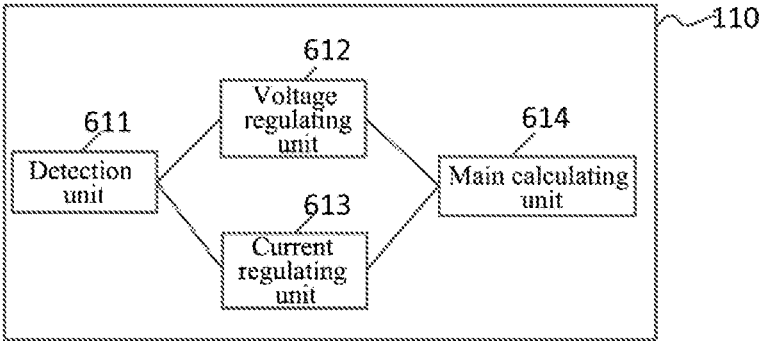 110
612
Voltage
regulating
unit
611
Detection
unit
614
Main calculating
unit
613
Current
regulating
unit